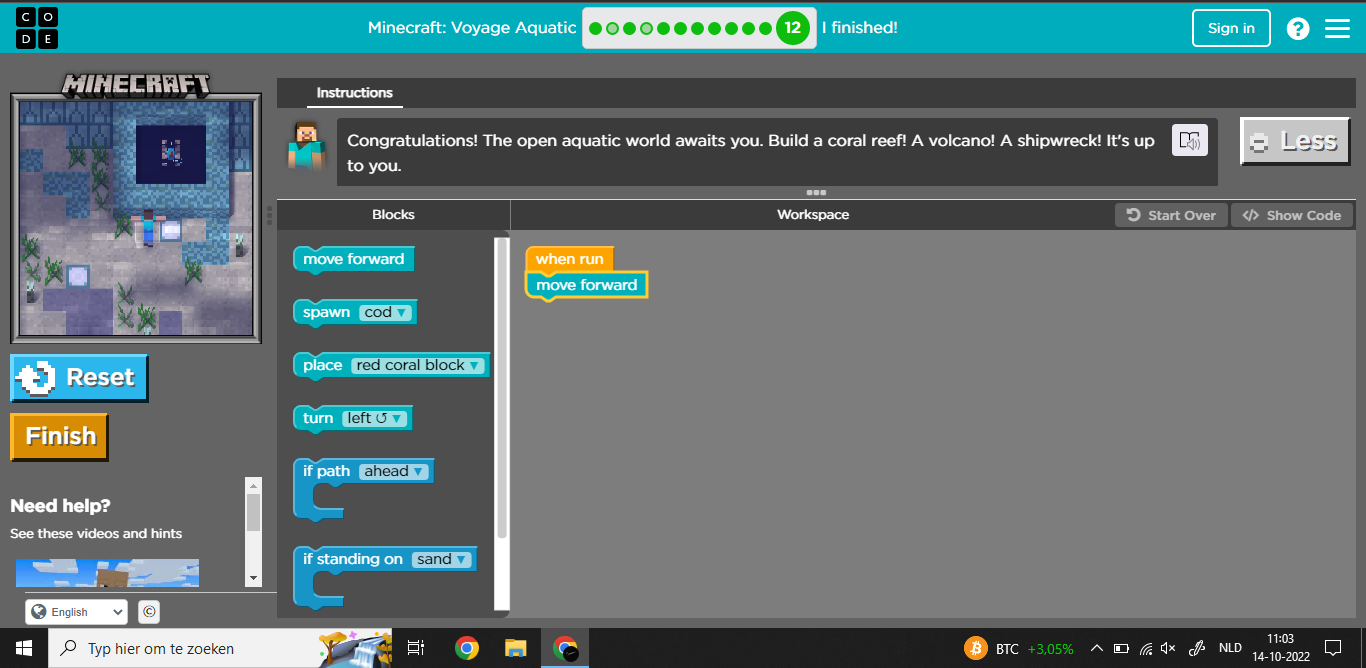 C O
D E
Minecraft: Voyage Aquatic
12
I finished!
Sign in
?
MINECRAFT
Instructions
Congratulations! The open aquatic world awaits you. Build a coral reef! A volcano! A shipwreck! It's up
to you.
Less
Blocks
Workspace
Start Over
</> Show Code
move forward
spawn cod ▼
place red coral block ▼
turn left ↺ ▼
if path ahead ▼
if standing on sand ▼
when run
move forward
Reset
Finish
Need help?
See these videos and hints
English
©
Typ hier om te zoeken
BTC +3,05%
NLD
11:03
14-10-2022